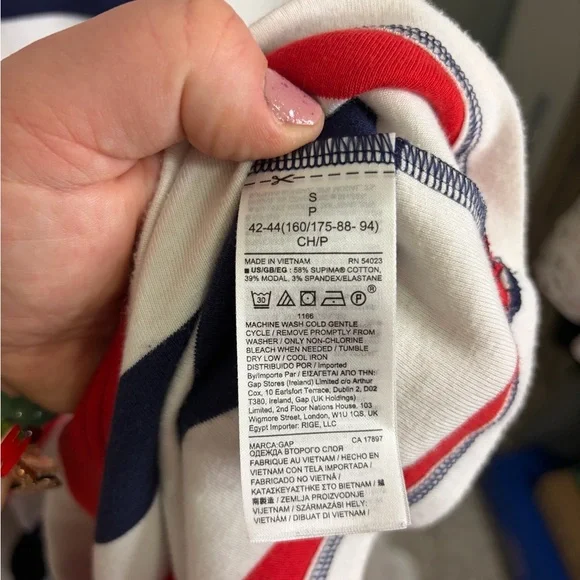 S
P
42-44(160/175-88- 94)
CH/P
MADE IN VIETNAM RN 54023
■ US/GB/EG : 58% SUPIMA® COTTON,
39% MODAL, 3% SPANDEX/ELASTANE
30 P®
1166
MACHINE WASH COLD GENTLE
CYCLE / REMOVE PROMPTLY FROM
WASHER / ONLY NON-CHLORINE
BLEACH WHEN NEEDED / TUMBLE
DRY LOW / COOL IRON
DISTRIBUIDO POR / Imported
By/Importe Par / ΕΙΣΑΓΕΤΑΙ ΑΠΟ ΤΗΝ:
Gap Stores (Ireland) Limited c/o Arthur
Cox, 10 Earlsfort Terrace, Dublin 2, D02
T380, Ireland, Gap (UK Holdings)
Limited, 2nd Floor Nations House, 103
Wigmore Street, London, W1U 1QS, UK
Egypt Importer: RIGE, LLC
MARCA:GAP CA 17897
ОДЕЖДА ВТОРОГО СЛОЯ
FABRIQUE AU VIETNAM / HECHO EN
VIETNAM CON TELA IMPORTADA /
FABRICADO NO VIETNÃ /
ΚΑΤΑΣΚΕΥΑΣΤΗΚΕ ΣΤΟ ΒΙΕΤΝΑΜ / 越
南製造 / ZEMLJA PROIZVODNJE
VIJETNAM / SZÁRMAZÁSI HELY:
VIETNÁM / DIBUAT DI VIETNAM /